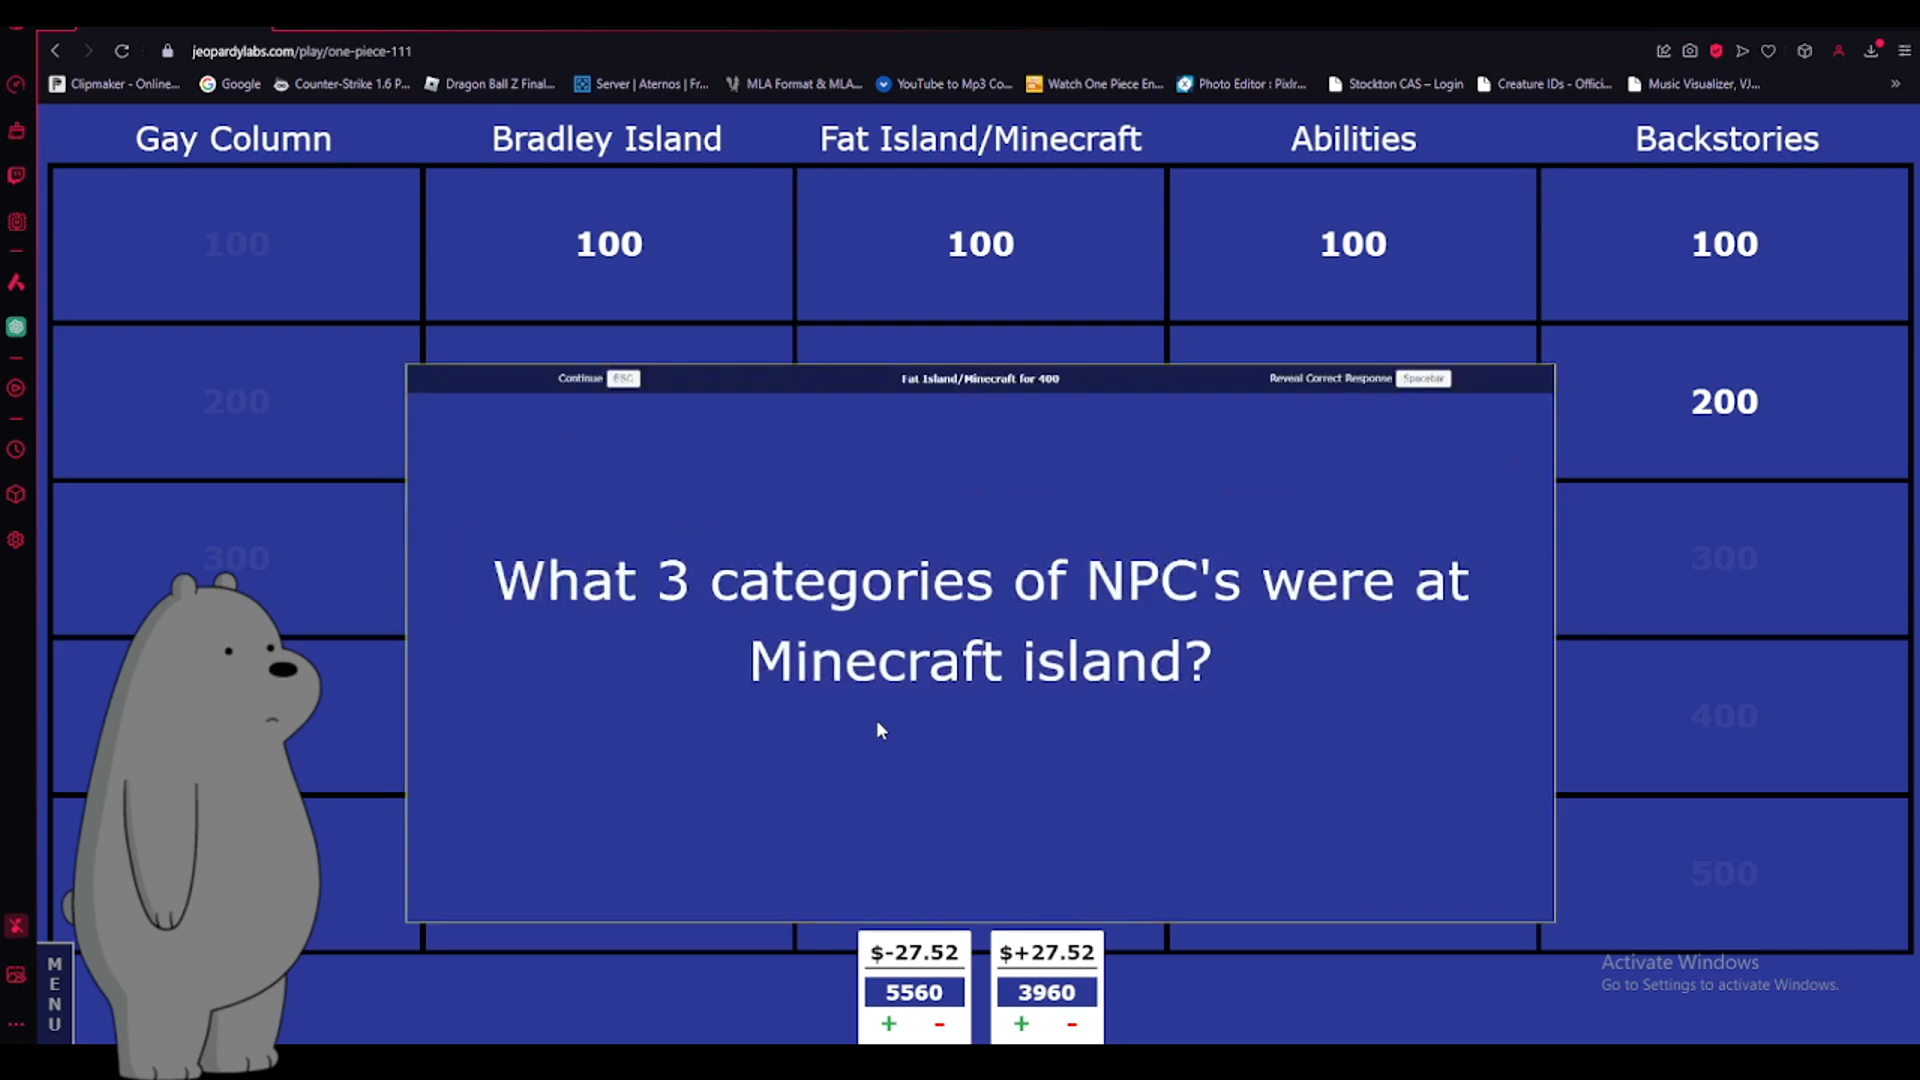 jeopardylabs.com/play/one-piece-111
Clipmaker - Online... Google Counter-Strike 1.6 P... Dragon Ball Z Final... Server | Aternos | Fr... MLA Format & MLA... YouTube to Mp3 Co... Watch One Piece En... Photo Editor : Pixlr... Stockton CAS – Login Creature IDs - Offici... Music Visualizer, VJ... »
Gay Column Bradley Island Fat Island/Minecraft Abilities Backstories
100 100 100 100 100
200 200
300 300
400
500
Continue ESC Fat Island/Minecraft for 400 Reveal Correct Response Spacebar
What 3 categories of NPC's were at
Minecraft island?
$-27.52 $+27.52
5560 3960
+ - + -
MENU
Activate Windows
Go to Settings to activate Windows.